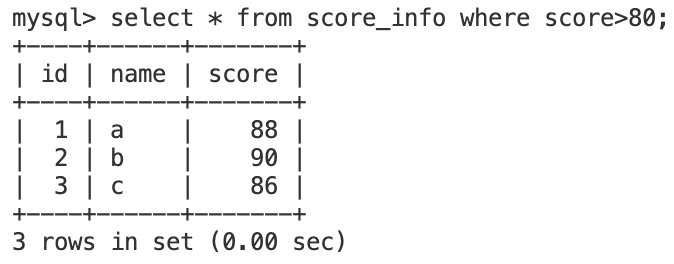 mysql> select * from score_info where score>80;
+----+------+-------+
| id | name | score |
+----+------+-------+
|  1 | a    |    88 |
|  2 | b    |    90 |
|  3 | c    |    86 |
+----+------+-------+
3 rows in set (0.00 sec)